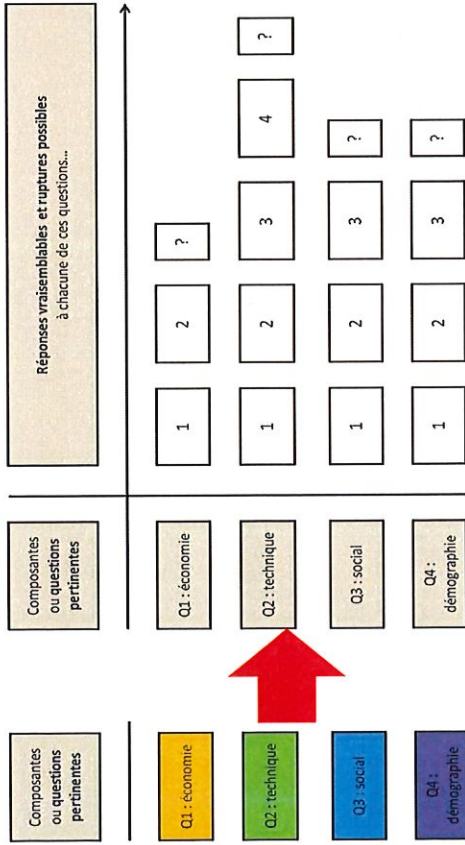 Composantes
ou questions
pertinentes
Q1 : économie
Q2 : technique
Q3 : social
Q4 :
démographie
Composantes
ou questions
pertinentes
Réponses vraisemblables et ruptures possibles
à chacune de ces questions...
Q1 : économie
1
2
?
Q2 : technique
1
2
3
4
?
Q3 : social
1
2
3
?
Q4 :
démographie
1
2
3
?